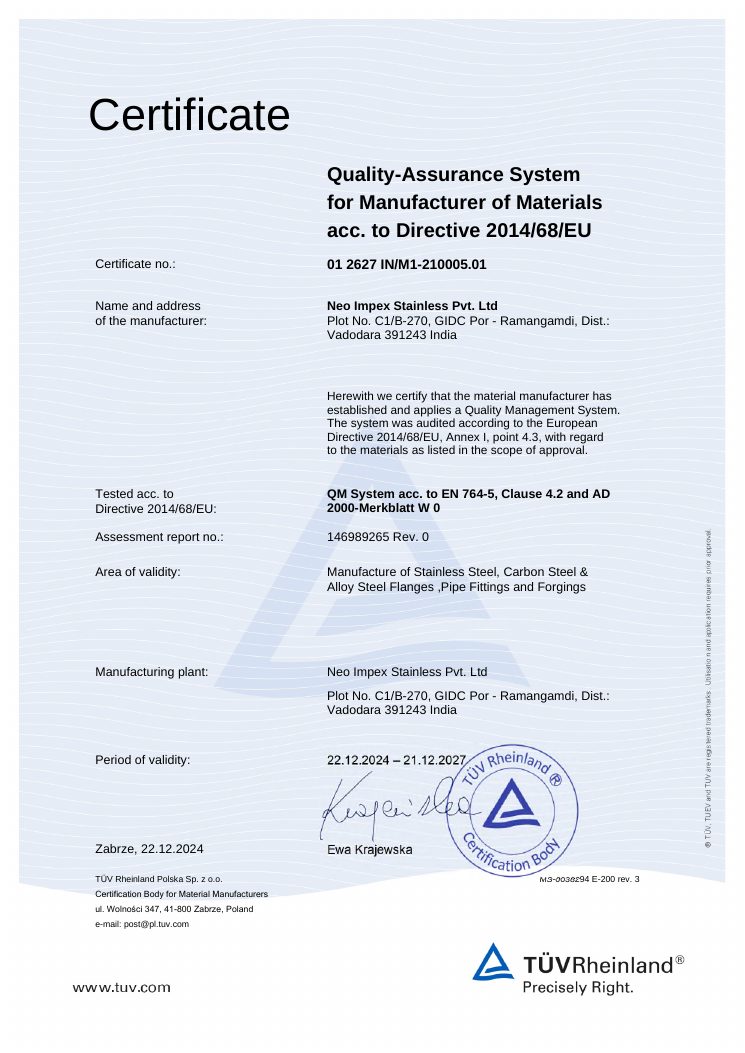 Certificate
Quality-Assurance System
for Manufacturer of Materials
acc. to Directive 2014/68/EU
Certificate no.:
01 2627 IN/M1-210005.01
Name and address
of the manufacturer:
Neo Impex Stainless Pvt. Ltd
Plot No. C1/B-270, GIDC Por - Ramangamdi, Dist.:
Vadodara 391243 India
Herewith we certify that the material manufacturer has
established and applies a Quality Management System.
The system was audited according to the European
Directive 2014/68/EU, Annex I, point 4.3, with regard
to the materials as listed in the scope of approval.
Tested acc. to
Directive 2014/68/EU:
QM System acc. to EN 764-5, Clause 4.2 and AD
2000-Merkblatt W 0
Assessment report no.:
146989265 Rev. 0
Area of validity:
Manufacture of Stainless Steel, Carbon Steel &
Alloy Steel Flanges ,Pipe Fittings and Forgings
Manufacturing plant:
Neo Impex Stainless Pvt. Ltd
Plot No. C1/B-270, GIDC Por - Ramangamdi, Dist.:
Vadodara 391243 India
Period of validity:
22.12.2024 – 21.12.2027
TÜV Rheinland ®
Certification Body
Zabrze, 22.12.2024
Ewa Krajewska
TÜV Rheinland Polska Sp. z o.o.
Certification Body for Material Manufacturers
ul. Wolności 347, 41-800 Zabrze, Poland
e-mail: post@pl.tuv.com
E-200 rev. 3
® TÜV, TUEV and TUV are registered trademarks. Utilisation and application requires prior approval.
www.tuv.com
TÜVRheinland®
Precisely Right.